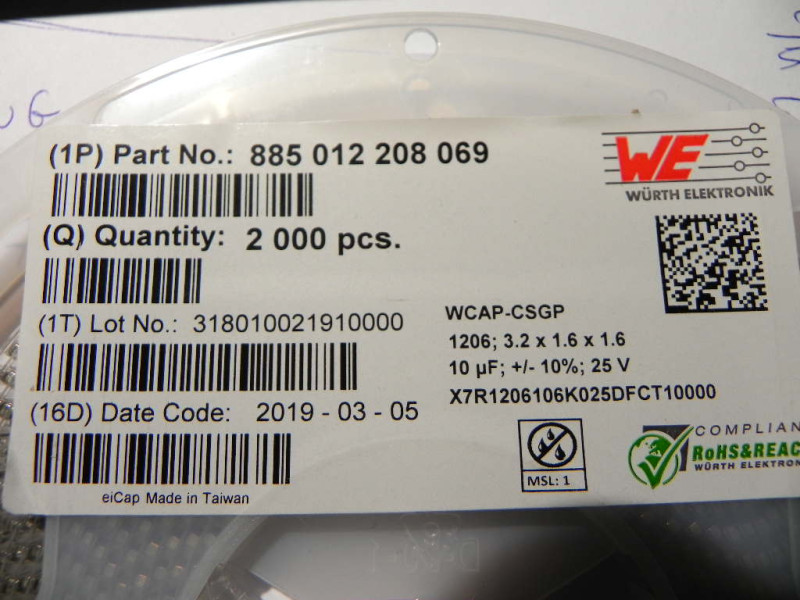 (1P) Part No.: 885 012 208 069
WE
WÜRTH ELEKTRONIK
(Q) Quantity: 2 000 pcs.
(1T) Lot No.: 318010021910000
WCAP-CSGP
1206; 3.2 x 1.6 x 1.6
10 µF; +/- 10%; 25 V
X7R1206106K025DFCT10000
(16D) Date Code: 2019 - 03 - 05
MSL: 1
COMPLIAN
RoHS&REAC
WÜRTH ELEKTRON
eiCap Made in Taiwan